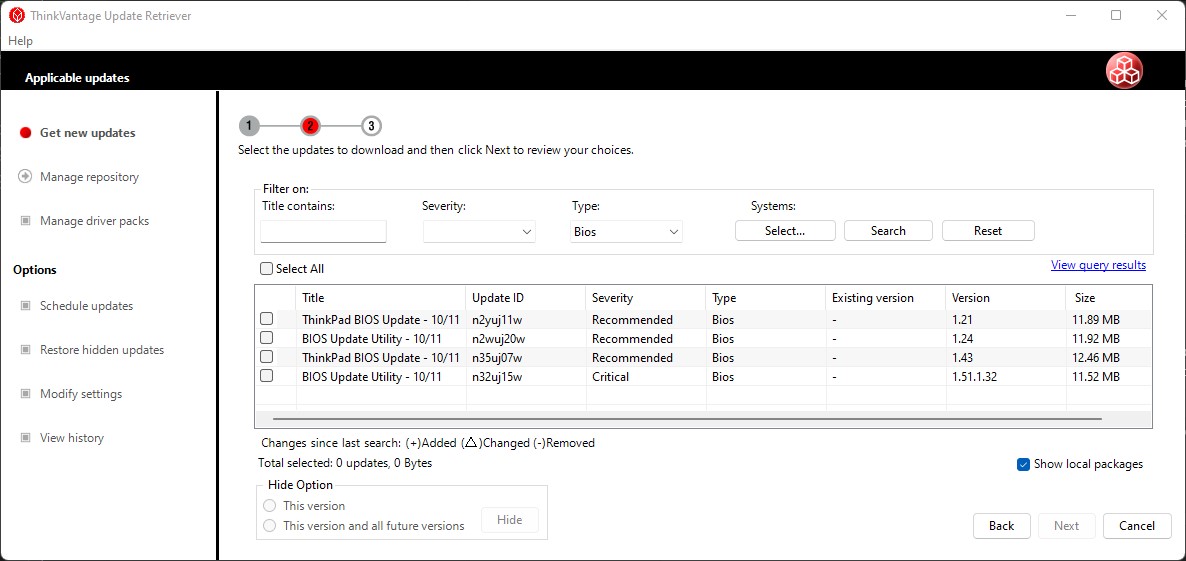 ThinkVantage Update Retriever
Help
Applicable updates
Get new updates
Manage repository
Manage driver packs
Options
Schedule updates
Restore hidden updates
Modify settings
View history
1 2 3
Select the updates to download and then click Next to review your choices.
Filter on:
Title contains: Severity: Type: Systems:
Bios Select... Search Reset
Select All View query results
Title Update ID Severity Type Existing version Version Size
ThinkPad BIOS Update - 10/11 n2yuj11w Recommended Bios - 1.21 11.89 MB
BIOS Update Utility - 10/11 n2wuj20w Recommended Bios - 1.24 11.92 MB
ThinkPad BIOS Update - 10/11 n35uj07w Recommended Bios - 1.43 12.46 MB
BIOS Update Utility - 10/11 n32uj15w Critical Bios - 1.51.1.32 11.52 MB
Changes since last search: (+)Added (△)Changed (-)Removed
Total selected: 0 updates, 0 Bytes Show local packages
Hide Option
This version
This version and all future versions
Hide
Back Next Cancel